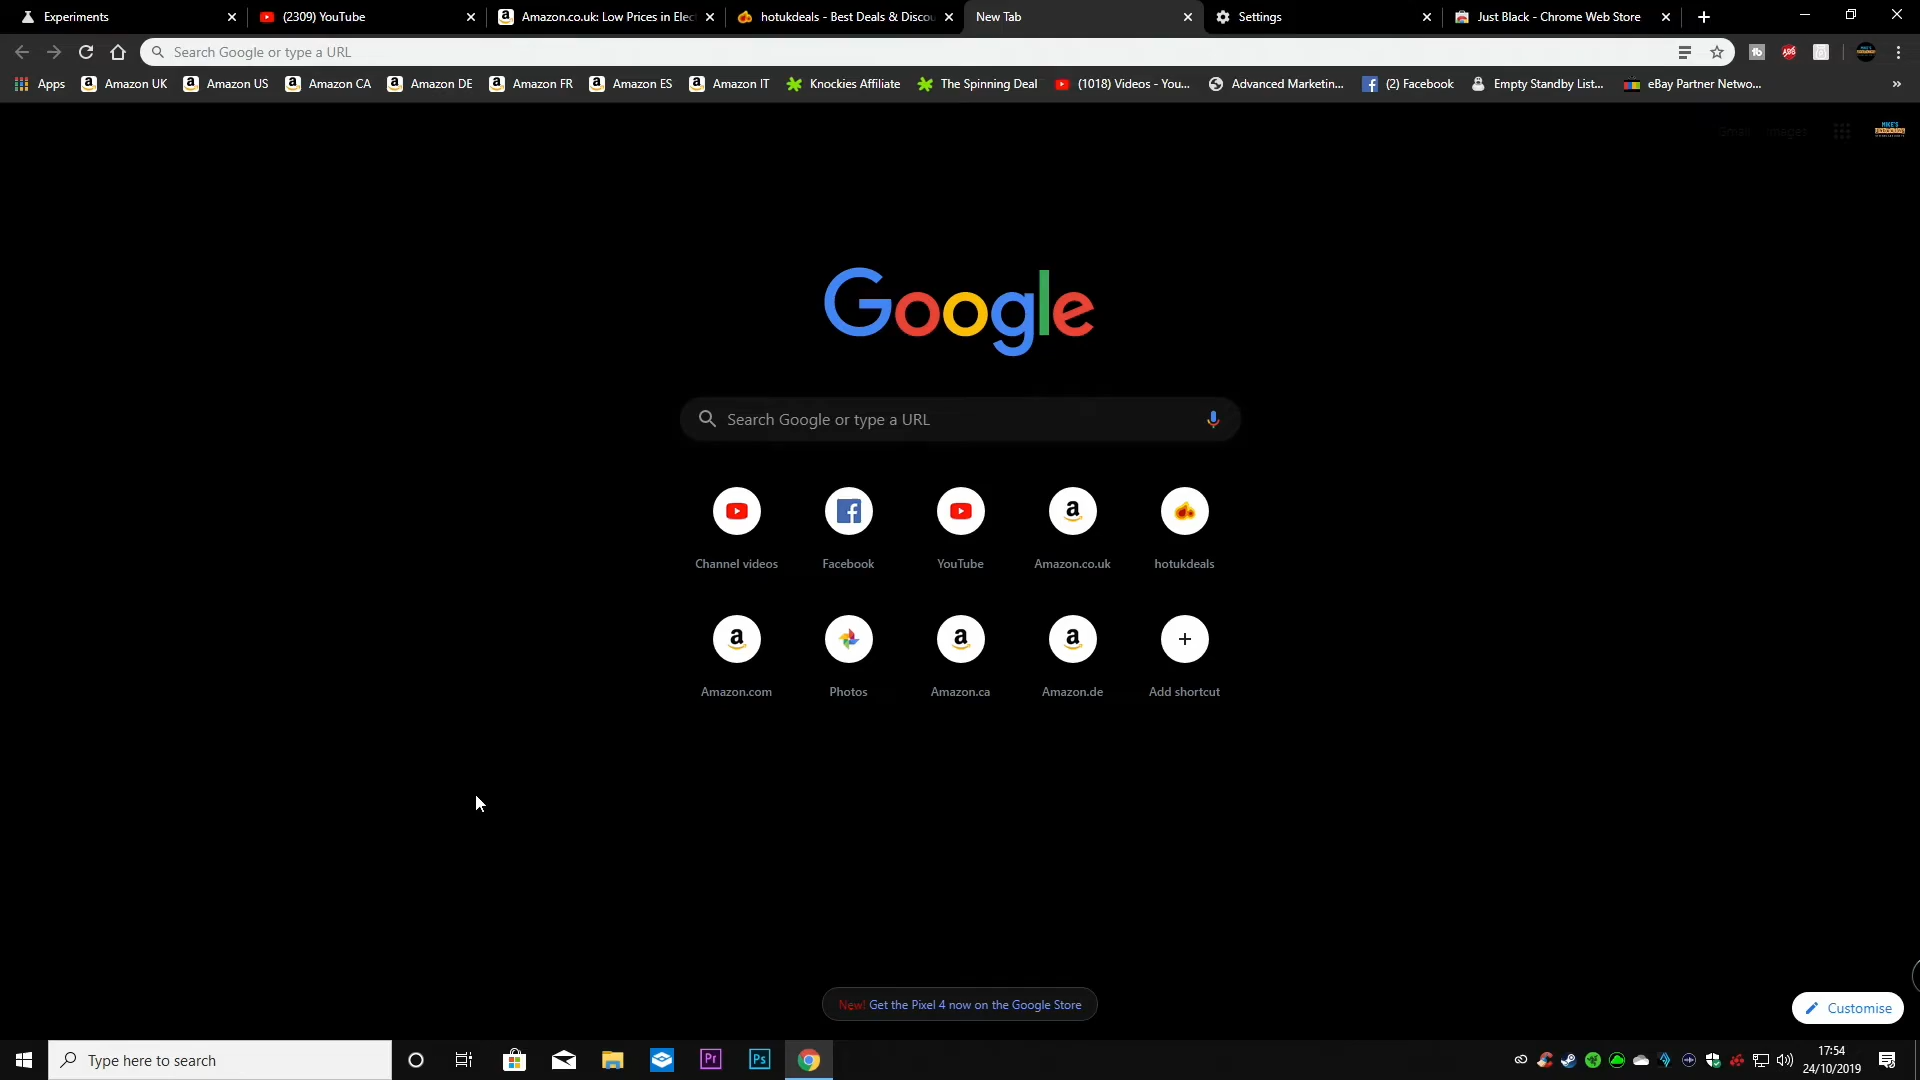 Experiments
(2309) YouTube
Amazon.co.uk: Low Prices in Elec
hotukdeals - Best Deals & Discou
New Tab
Settings
Just Black - Chrome Web Store
Search Google or type a URL
Apps
Amazon UK
Amazon US
Amazon CA
Amazon DE
Amazon FR
Amazon ES
Amazon IT
Knockies Affiliate
The Spinning Deal
(1018) Videos - You...
Advanced Marketin...
(2) Facebook
Empty Standby List...
eBay Partner Netwo...
Gmail
Images
Google
Search Google or type a URL
Channel videos
Facebook
YouTube
Amazon.co.uk
hotukdeals
Amazon.com
Photos
Amazon.ca
Amazon.de
Add shortcut
New! Get the Pixel 4 now on the Google Store
Customise
Type here to search
Pr
Ps
17:54
24/10/2019